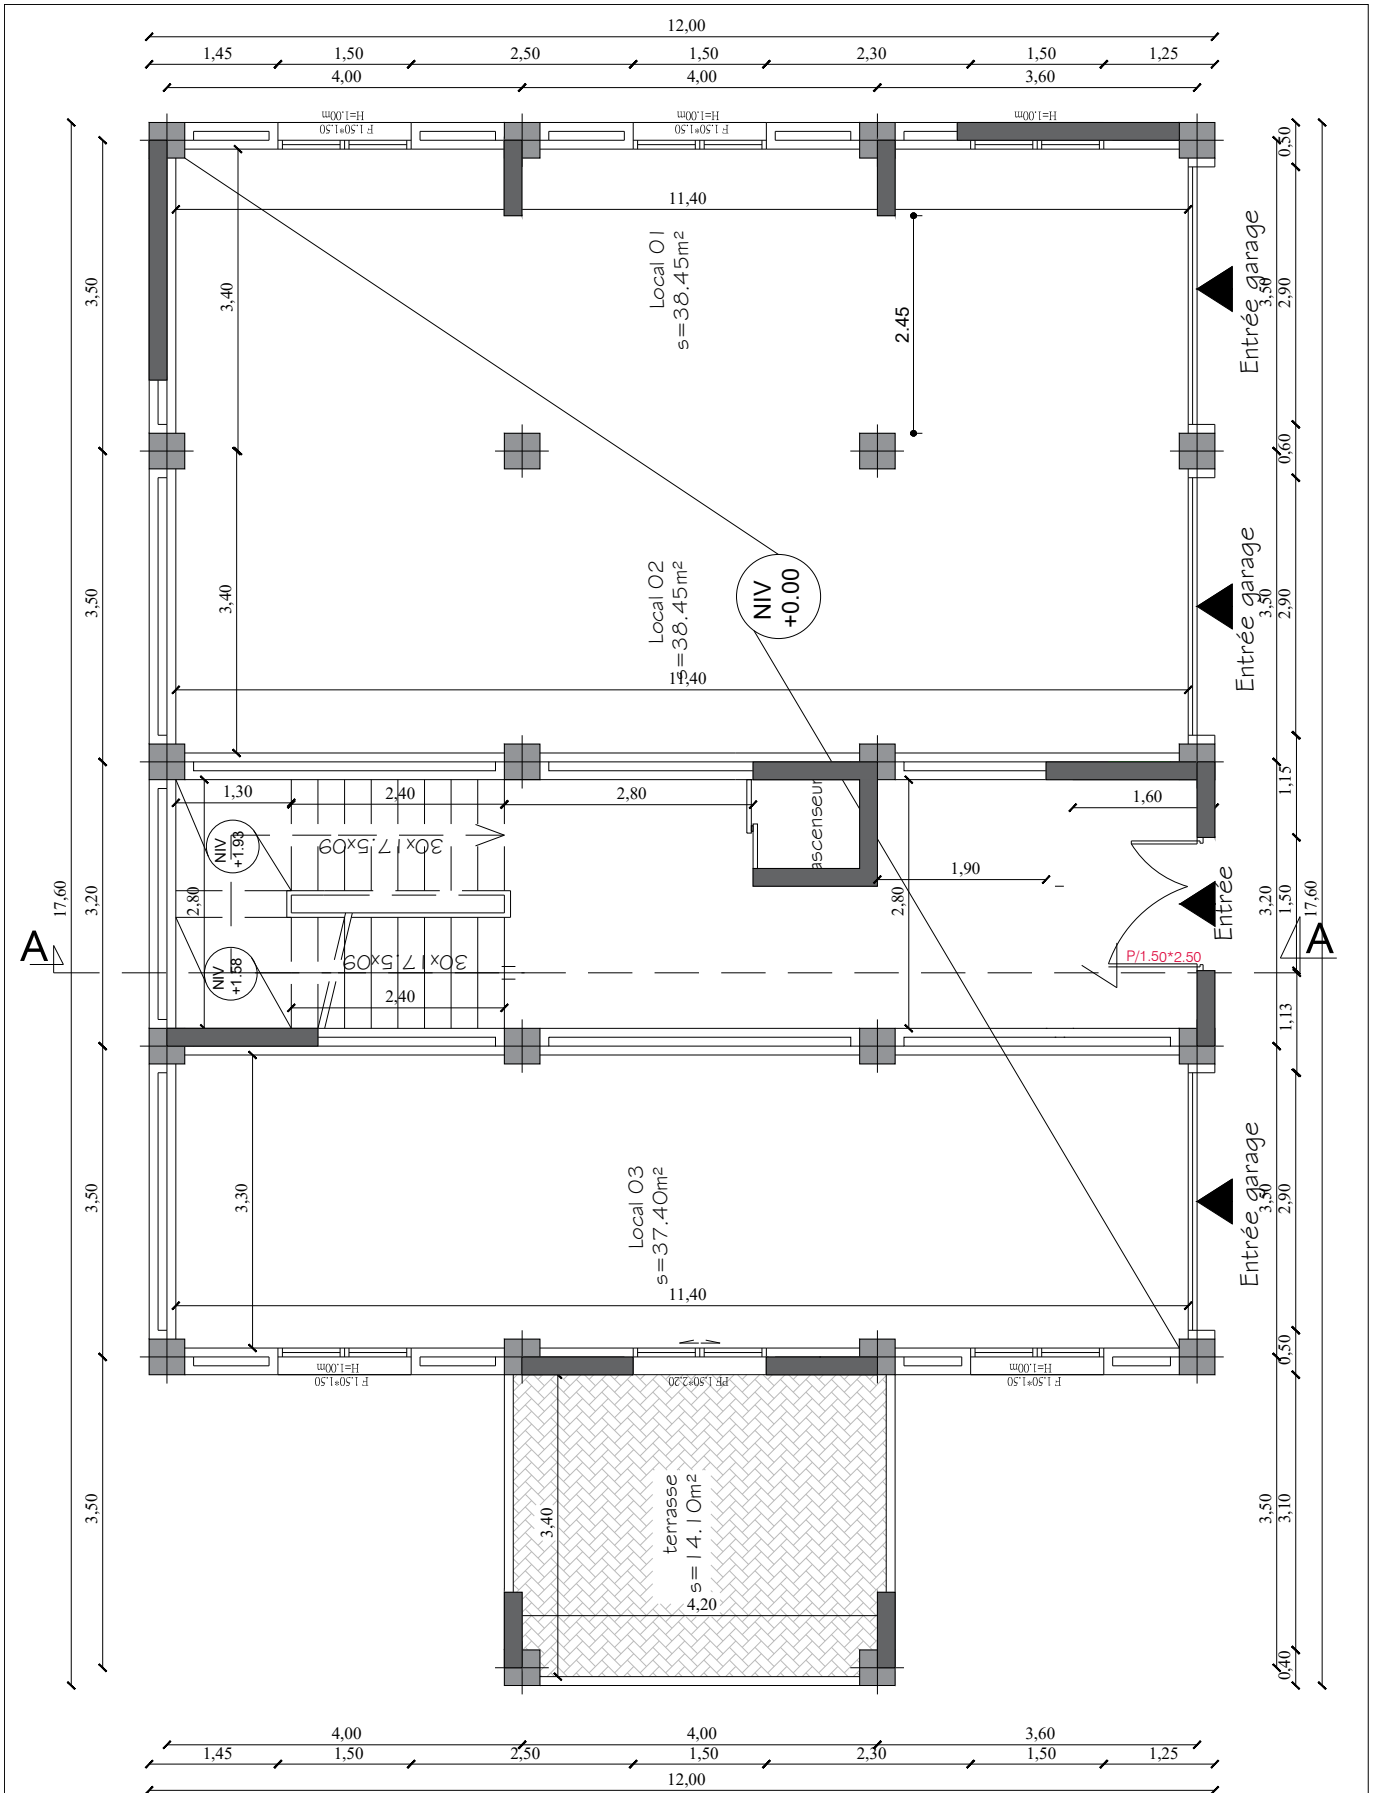 12,00
1,45
1,50
2,50
1,50
2,30
1,50
1,25
4,00
4,00
3,60
H=1.00m
F 1.50*1.50
H=1.00m
F 1.50*1.50
H=1.00m
0,50
11,40
Local 01
s=38.45m²
3,50
3,40
2.45
Entrée garage
3,50
2,90
0,60
Local 02
s=38.45m²
NIV
+0.00
3,50
3,40
Entrée garage
3,50
2,90
11,40
1,30
2,40
2,80
ascenseur
1,60
1,15
NIV
+1.93
30x17.5x09
2,80
1,90
2,80
17,60
3,20
Entrée
3,20
1,50
17,60
A
A
NIV
+1.58
30x17.5x09
P/1.50*2.50
2,40
1,13
3,50
3,30
Local 03
s=37.40m²
Entrée garage
3,50
2,90
11,40
0,50
H=1.00m
F 1.50*1.50
PF 1.50*2.20
H=1.00m
F 1.50*1.50
3,50
3,40
terrasse
s=14.10m²
3,50
3,10
4,20
0,40
4,00
4,00
3,60
1,45
1,50
2,50
1,50
2,30
1,50
1,25
12,00